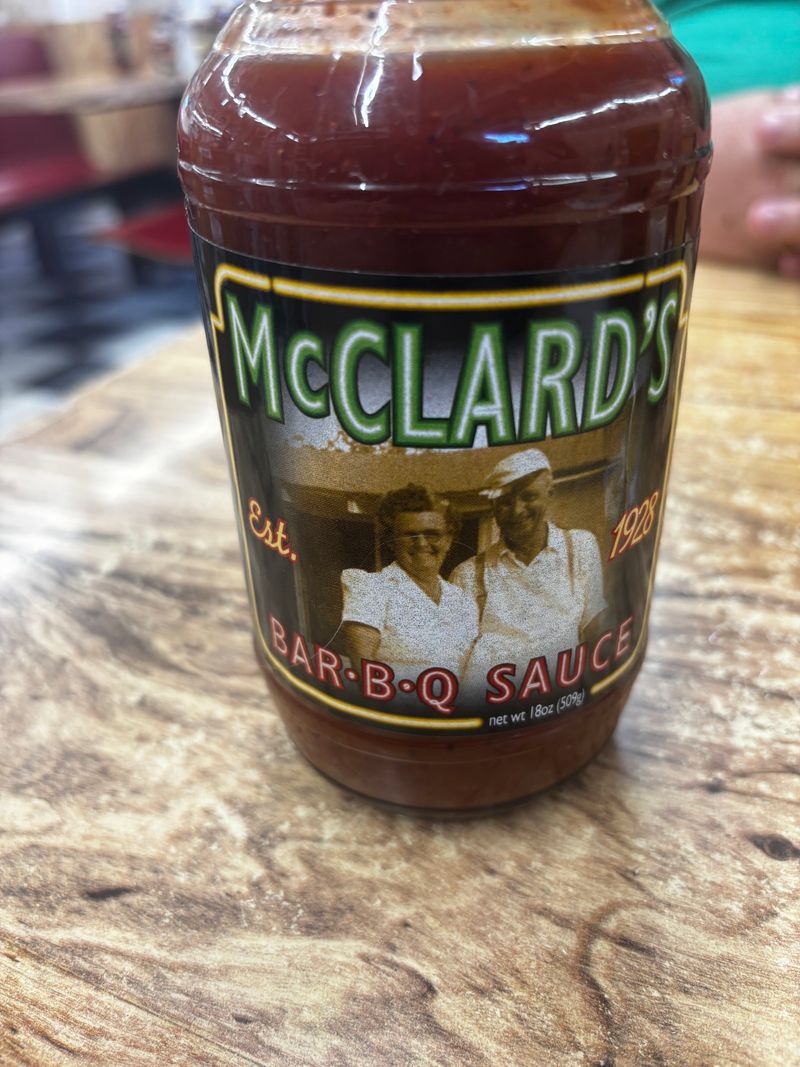 McCLARD'S
Est. 1928
BAR•B•Q SAUCE
net wt 18oz (509g)